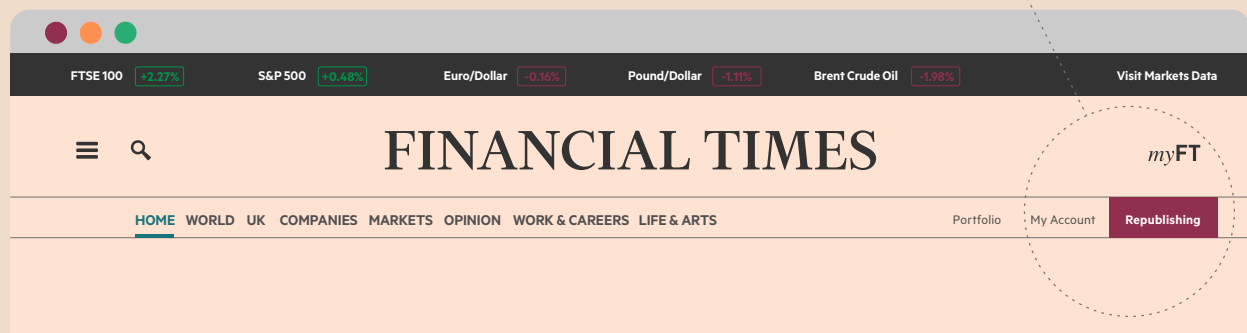 FTSE 100 +2.27% S&P 500 +0.48% Euro/Dollar -0.16% Pound/Dollar -1.11% Brent Crude Oil -1.98% Visit Markets Data
FINANCIAL TIMES
myFT
HOME WORLD UK COMPANIES MARKETS OPINION WORK & CAREERS LIFE & ARTS Portfolio My Account Republishing